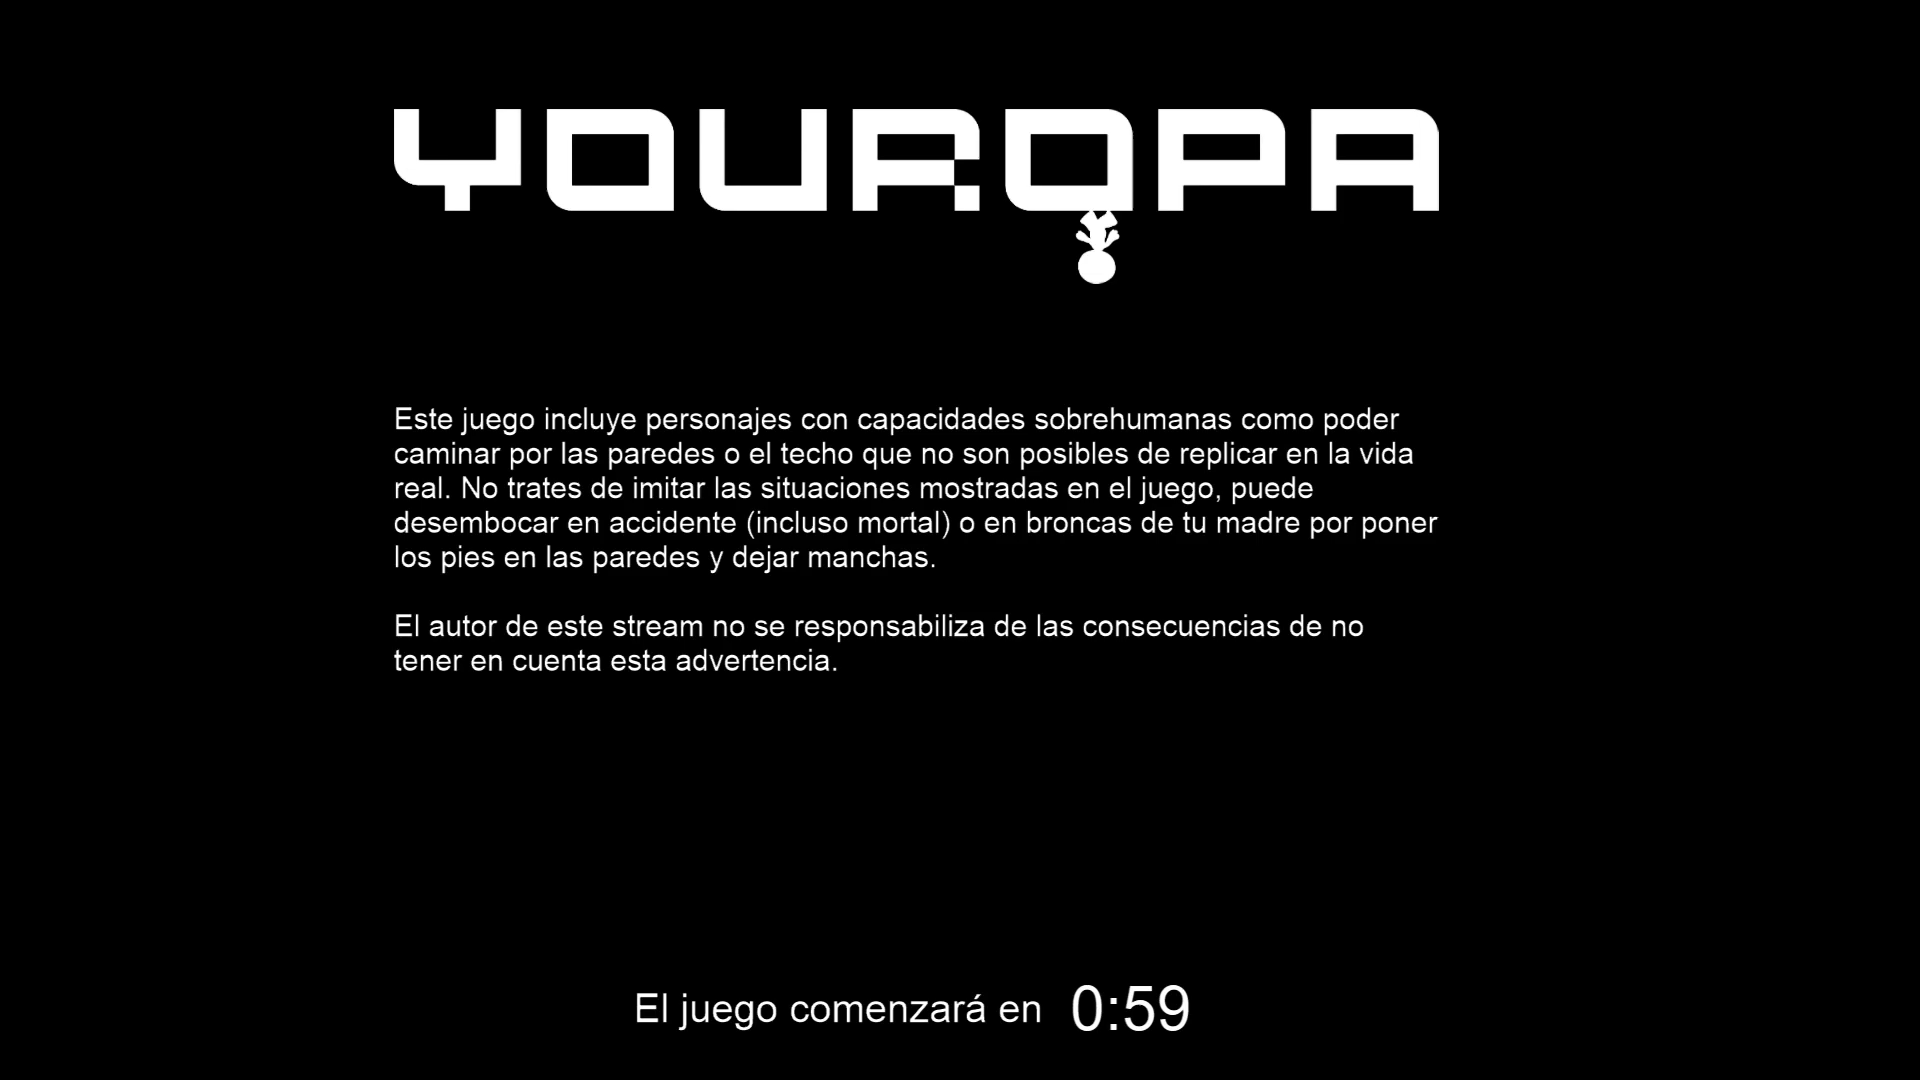 YOUROPA
Este juego incluye personajes con capacidades sobrehumanas como poder
caminar por las paredes o el techo que no son posibles de replicar en la vida
real. No trates de imitar las situaciones mostradas en el juego, puede
desembocar en accidente (incluso mortal) o en broncas de tu madre por poner
los pies en las paredes y dejar manchas.
El autor de este stream no se responsabiliza de las consecuencias de no
tener en cuenta esta advertencia.
El juego comenzará en 0:59